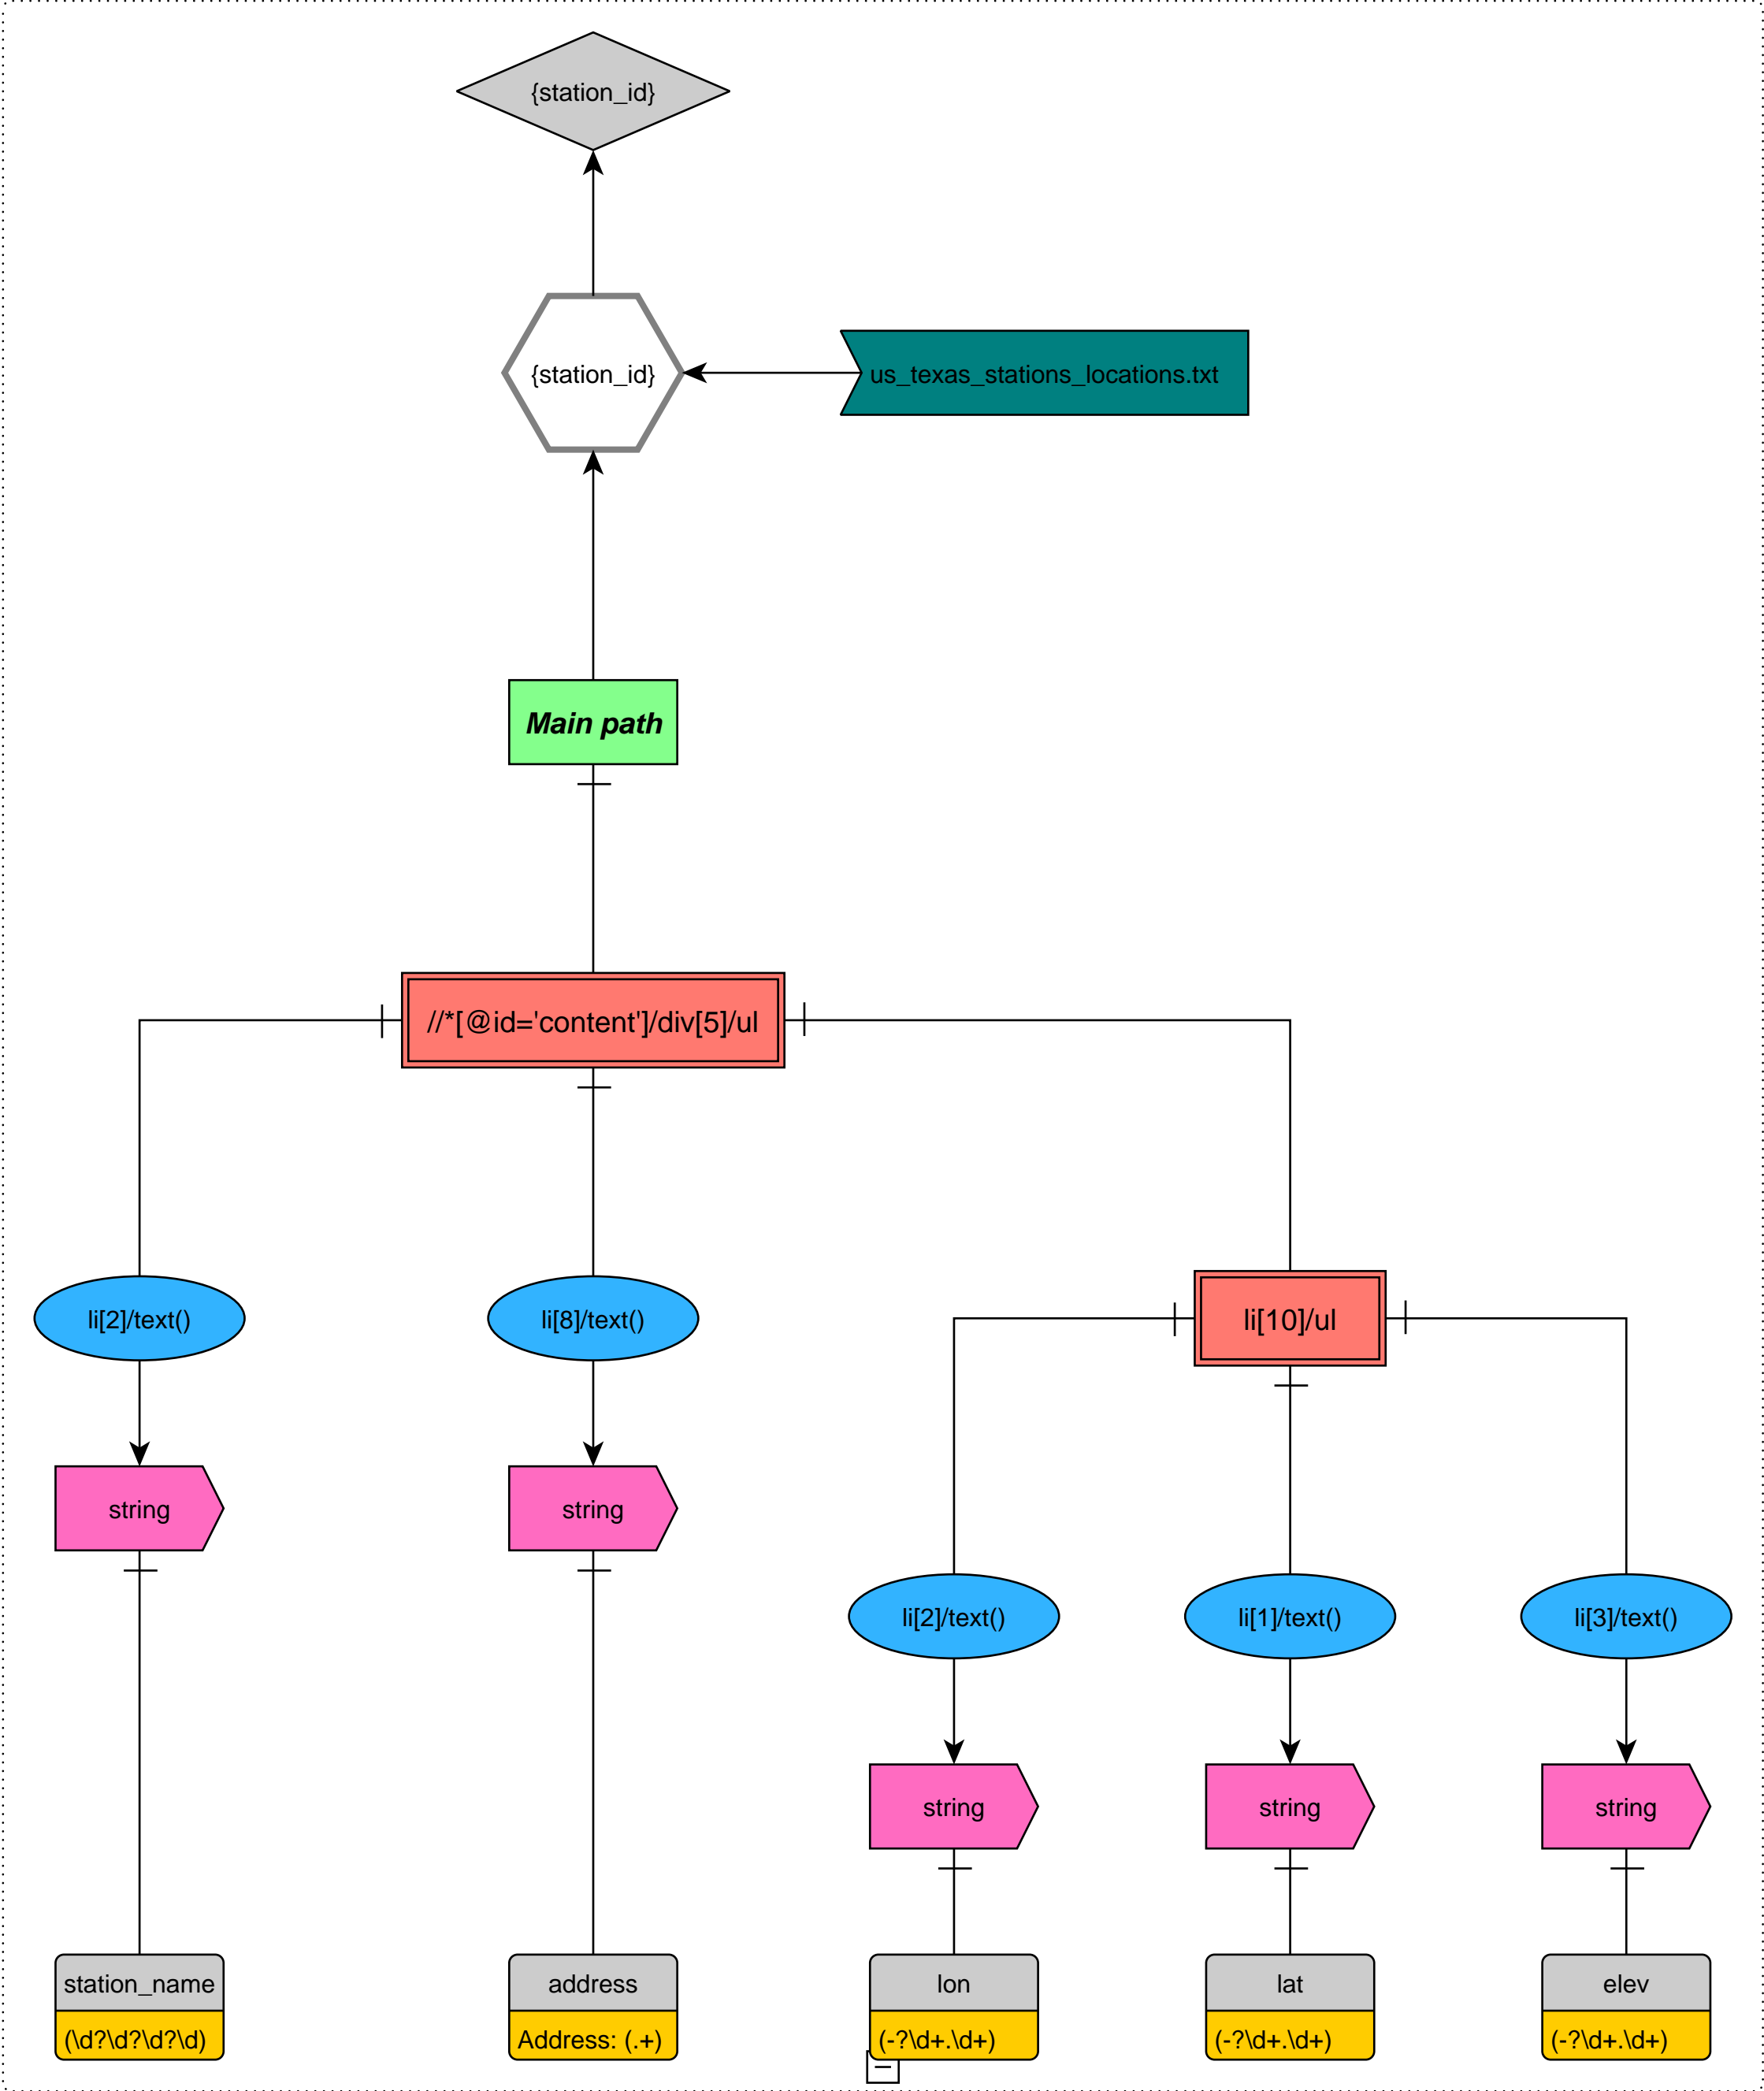 {station_id}
{station_id}
us_texas_stations_locations.txt
Main path
//*[@id='content']/div[5]/ul
li[2]/text()
li[8]/text()
li[10]/ul
string
string
li[2]/text()
li[1]/text()
li[3]/text()
string
string
string
station_name
address
lon
lat
elev
(\d?\d?\d?\d)
Address: (.+)
(-?\d+.\d+)
(-?\d+.\d+)
(-?\d+.\d+)